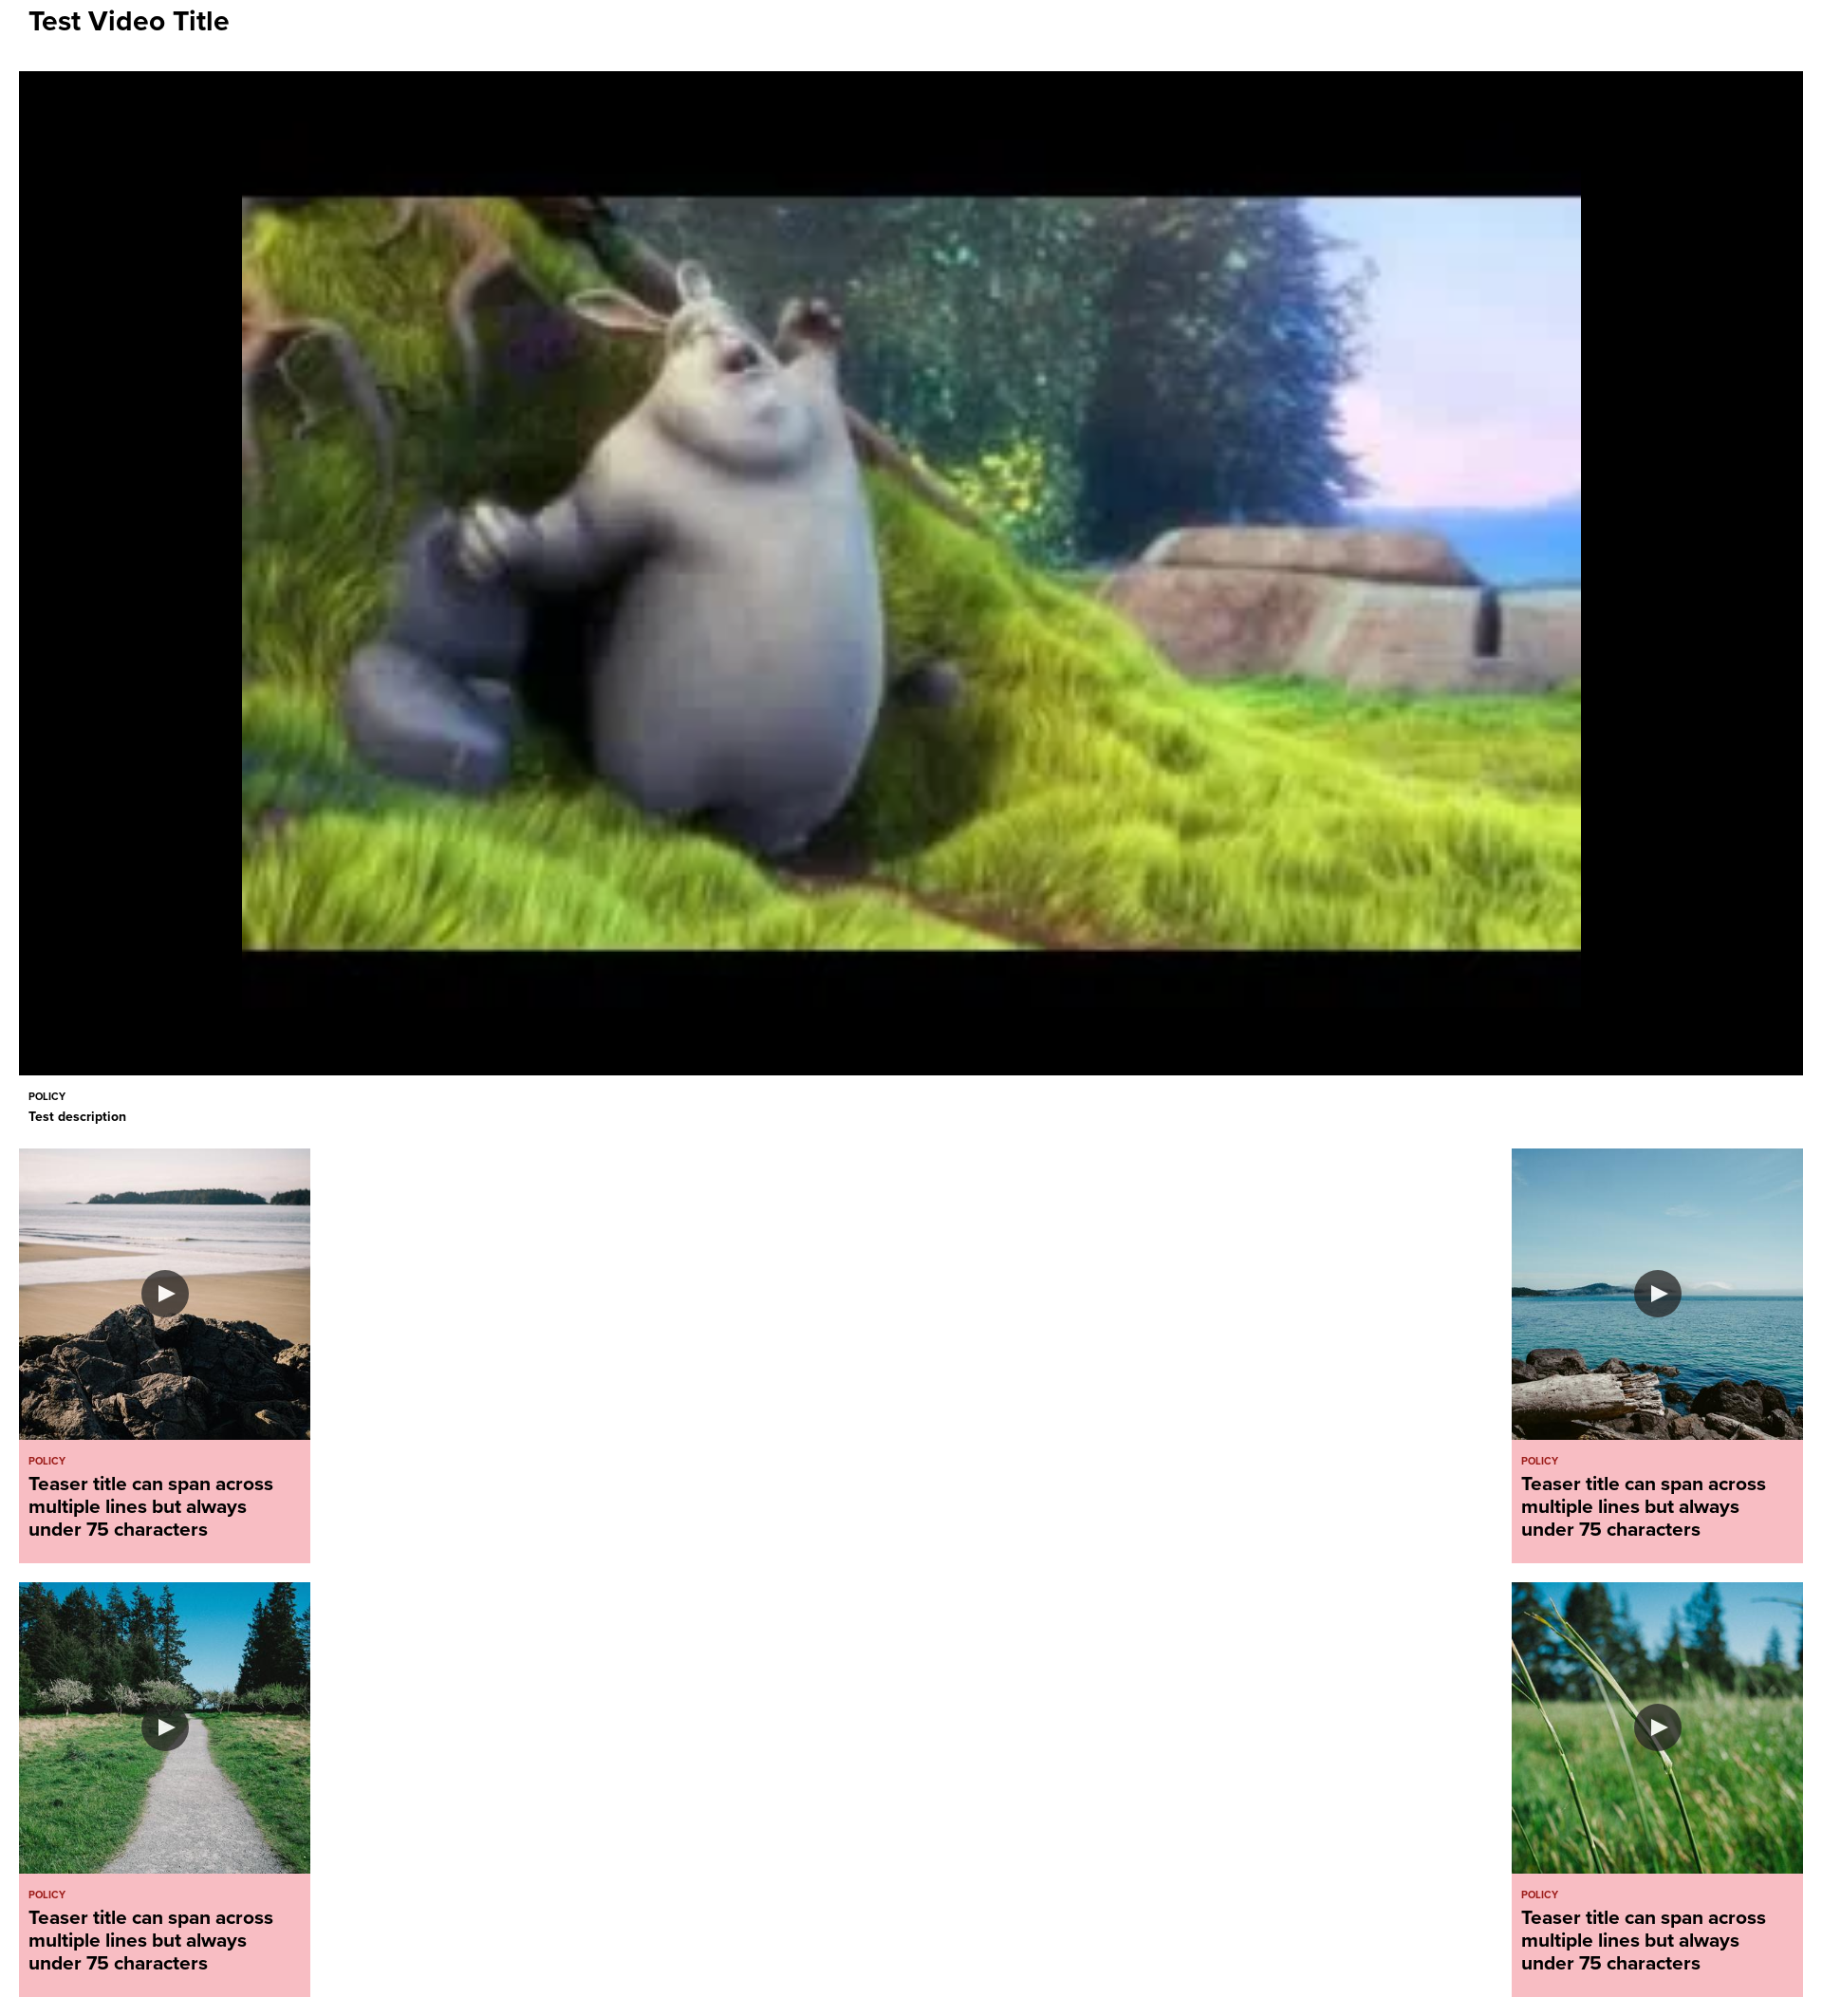 Test Video Title
POLICY
Test description
POLICY
Teaser title can span across
multiple lines but always
under 75 characters
POLICY
Teaser title can span across
multiple lines but always
under 75 characters
POLICY
Teaser title can span across
multiple lines but always
under 75 characters
POLICY
Teaser title can span across
multiple lines but always
under 75 characters